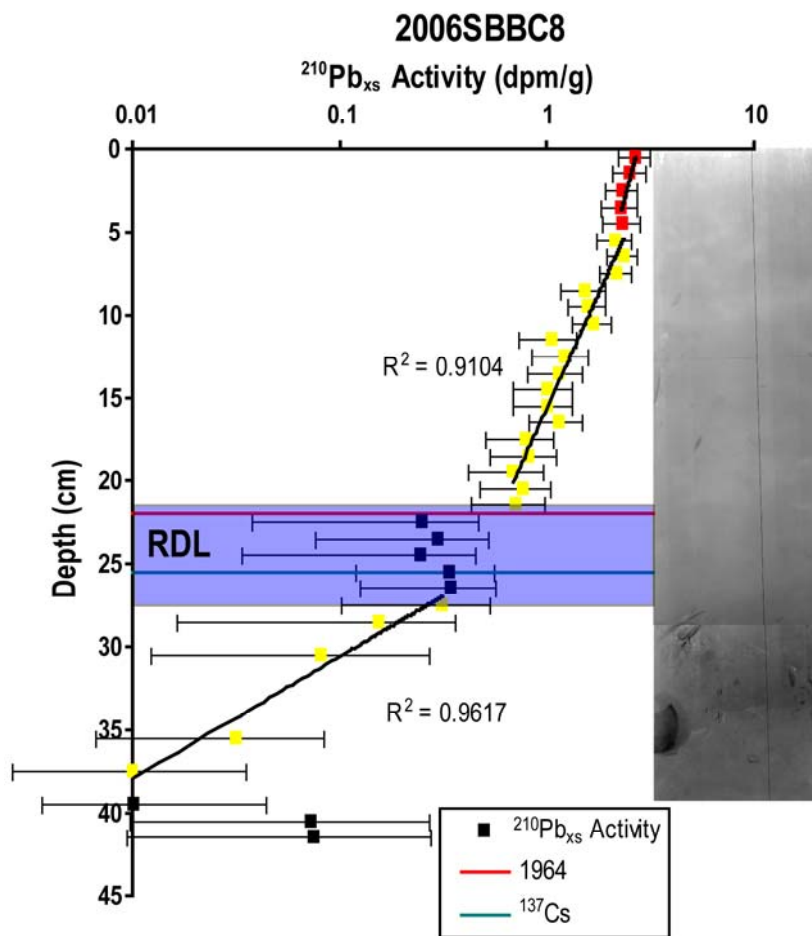 2006SBBC8
²¹⁰Pbₓₛ Activity (dpm/g)
0.01 0.1 1 10
0
5
10
15
20
25
30
35
40
45
Depth (cm)
R² = 0.9104
RDL
R² = 0.9617
²¹⁰Pbₓₛ Activity
1964
¹³⁷Cs